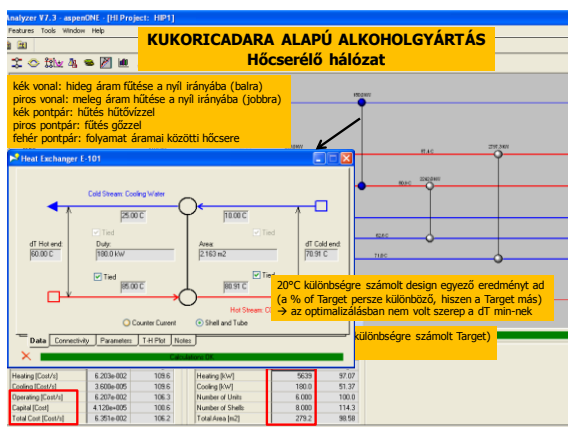 Analyzer V7.3 - aspenONE - [HI Project: HIP1]
Features Tools Window Help
KUKORICADARA ALAPÚ ALKOHOLGYÁRTÁS
Hőcserélő hálózat
kék vonal: hideg áram fűtése a nyíl irányába (balra)
piros vonal: meleg áram hűtése a nyíl irányába (jobbra)
kék pontpár: hűtés hűtővízzel
piros pontpár: fűtés gőzzel
fehér pontpár: folyamat áramai közötti hőcsere
Heat Exchanger E-101
Cold Stream: Cooling Water
25.00 C
10.00 C
Tied
Tied
dT Hot end:
Duty:
Area:
dT Cold end:
60.00 C
180.0 kW
2.163 m2
70.91 C
Tied
85.00 C
80.91 C
Hot Stream:
Counter Current
Shell and Tube
Data Connectivity Parameters T-H Plot Notes
Calculations OK
20°C különbségre számolt design egyező eredményt ad
(a % of Target persze különböző, hiszen a Target más)
→ az optimalizálásban nem volt szerep a dT min-nek
különbségre számolt Target)
Heating [Cost/s] 6.203e-002 109.6 Heating [kW] 5639 97.07
Cooling [Cost/s] 3.600e-005 109.6 Cooling [kW] 180.0 51.37
Operating [Cost/s] 6.207e-002 106.3 Number of Units 6.000 100.0
Capital [Cost] 4.120e+005 100.6 Number of Shells 8.000 114.3
Total Cost [Cost/s] 6.351e-002 106.2 Total Area [m2] 279.2 98.58